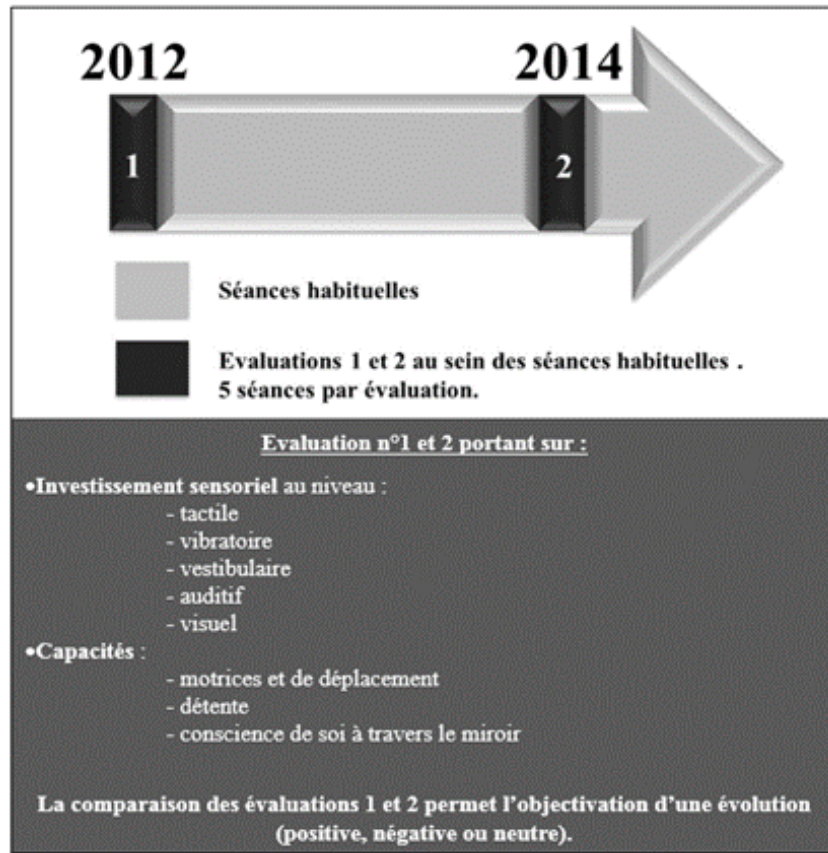 2012 2014
1 2
Séances habituelles
Evaluations 1 et 2 au sein des séances habituelles .
5 séances par évaluation.
Evaluation n°1 et 2 portant sur :
•Investissement sensoriel au niveau :
- tactile
- vibratoire
- vestibulaire
- auditif
- visuel
•Capacités :
- motrices et de déplacement
- détente
- conscience de soi à travers le miroir
La comparaison des évaluations 1 et 2 permet l’objectivation d’une évolution
(positive, négative ou neutre).